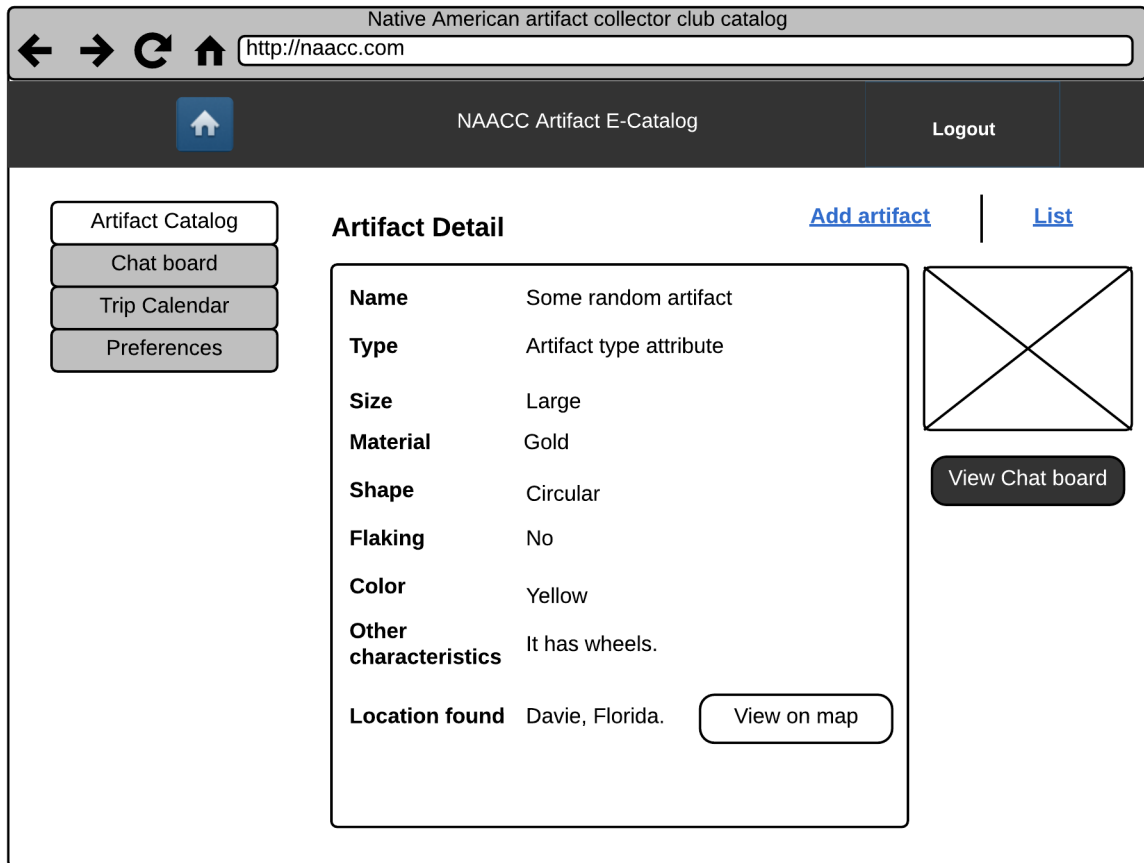 Native American artifact collector club catalog
http://naacc.com
NAACC Artifact E-Catalog
Logout
Artifact Catalog
Chat board
Trip Calendar
Preferences
Artifact Detail
Add artifact
List
Name Some random artifact
Type Artifact type attribute
Size Large
Material Gold
Shape Circular
Flaking No
Color Yellow
Other
characteristics It has wheels.
Location found Davie, Florida. View on map
View Chat board